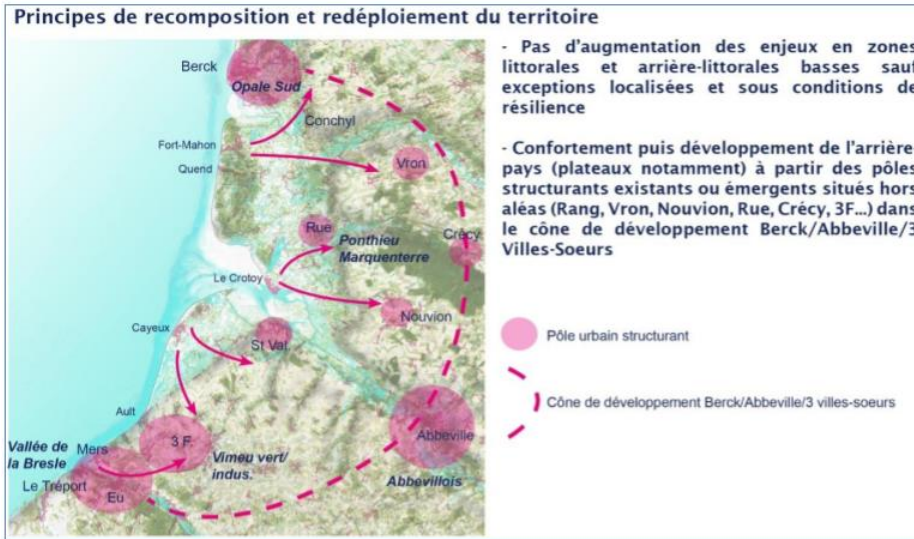 Principes de recomposition et redéploiement du territoire
Berck
Opale Sud
Conchyl
Fort-Mahon
Quend
Vron
Rue
Crécy
Ponthieu
Marquenterre
Le Crotoy
Nouvion
Cayeux
St Val.
Ault
3 F.
Abbeville
Vallée de
la Bresle
Mers
Vimeu vert/
indus.
Le Tréport
Eu
Abbevillois
- Pas d'augmentation des enjeux en zones
littorales et arrière-littorales basses sauf
exceptions localisées et sous conditions de
résilience
- Confortement puis développement de l'arrière
pays (plateaux notamment) à partir des pôles
structurants existants ou émergents situés hors
aléas (Rang, Vron, Nouvion, Rue, Crécy, 3F...) dans
le cône de développement Berck/Abbeville/3
Villes-Soeurs
Pôle urbain structurant
Cône de développement Berck/Abbeville/3 villes-soeurs